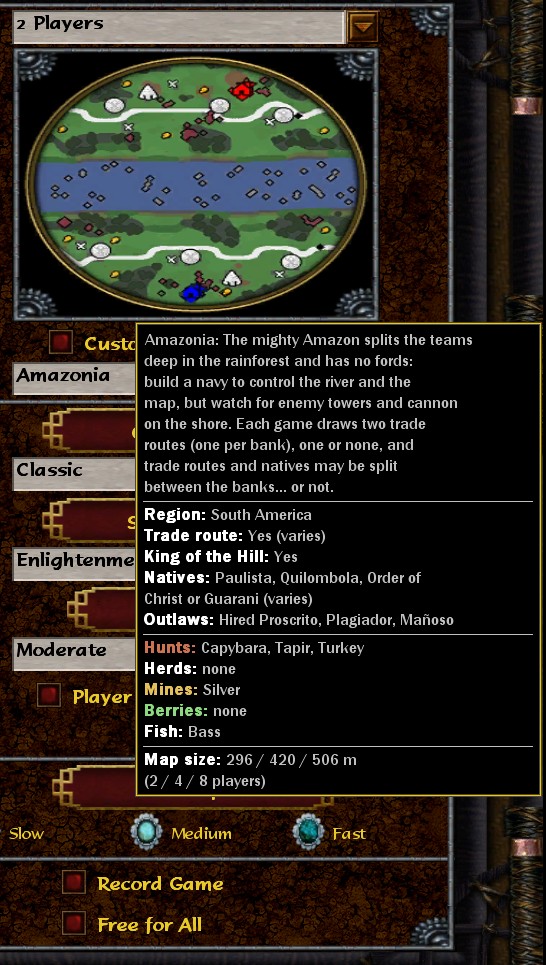 2 Players
Custo
Amazonia
Classic
S
Enlightenme
Moderate
Player
Amazonia: The mighty Amazon splits the teams
deep in the rainforest and has no fords:
build a navy to control the river and the
map, but watch for enemy towers and cannon
on the shore. Each game draws two trade
routes (one per bank), one or none, and
trade routes and natives may be split
between the banks... or not.
Region: South America
Trade route: Yes (varies)
King of the Hill: Yes
Natives: Paulista, Quilombola, Order of
Christ or Guarani (varies)
Outlaws: Hired Proscrito, Plagiador, Mañoso
Hunts: Capybara, Tapir, Turkey
Herds: none
Mines: Silver
Berries: none
Fish: Bass
Map size: 296 / 420 / 506 m
(2 / 4 / 8 players)
Slow Medium Fast
Record Game
Free for All